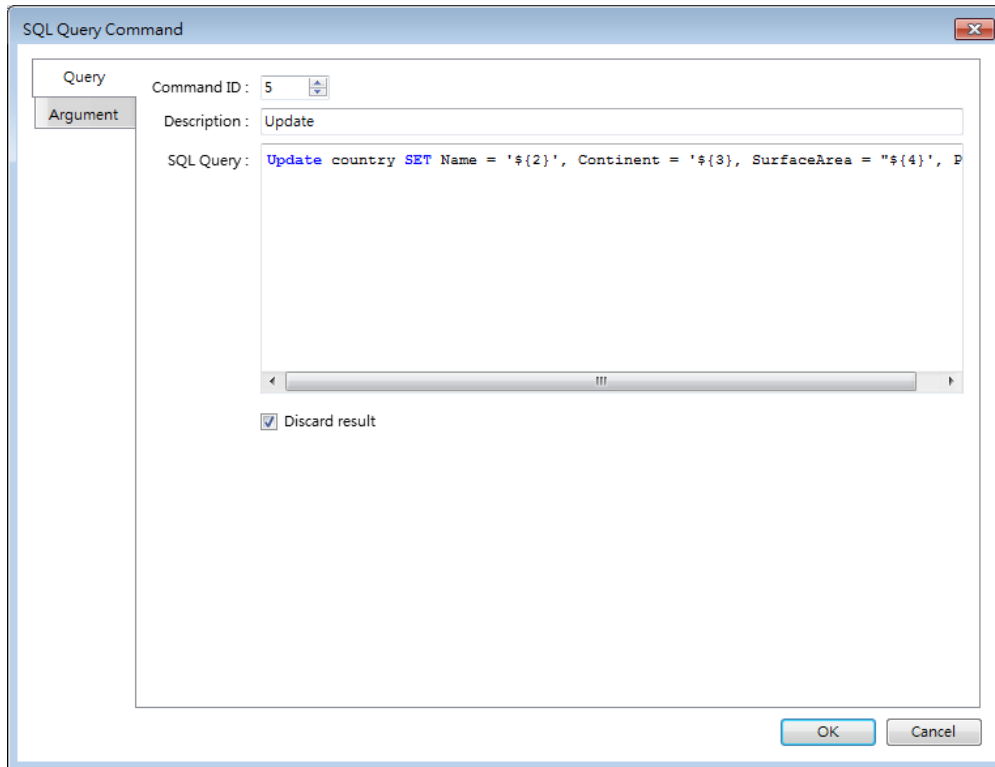 SQL Query Command
Query
Argument
Command ID : 5
Description : Update
SQL Query : Update country SET Name = '${2}', Continent = '${3}, SurfaceArea = "${4}', P
Discard result
OK Cancel